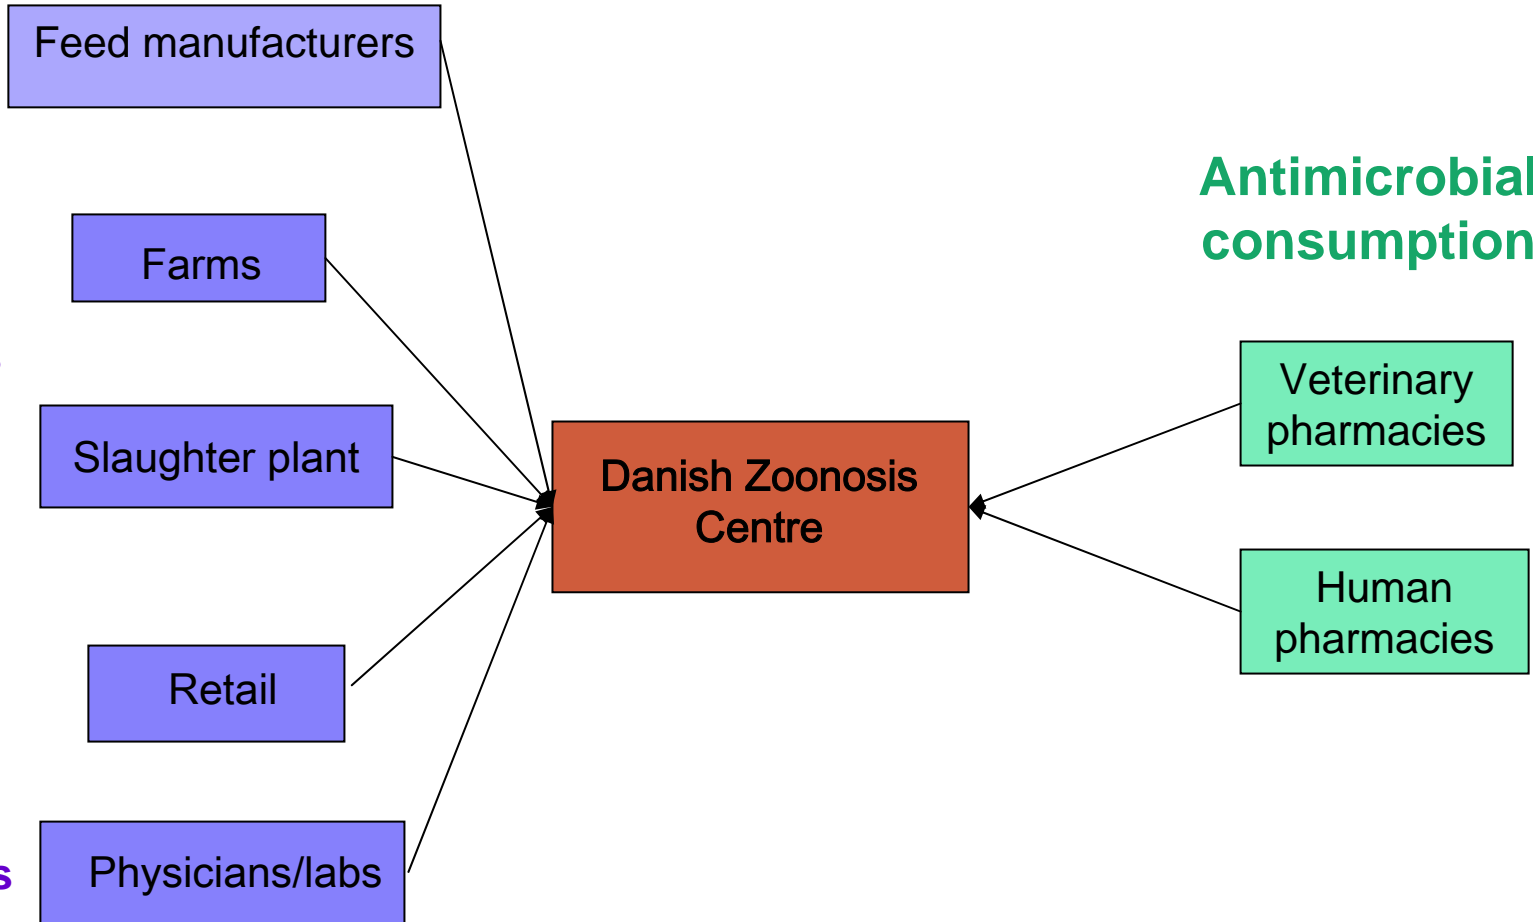 Feed manufacturers
Antimicrobial
consumption
Farms
Veterinary
pharmacies
Slaughter plant
Danish Zoonosis
Centre
Human
pharmacies
Retail
Physicians/labs